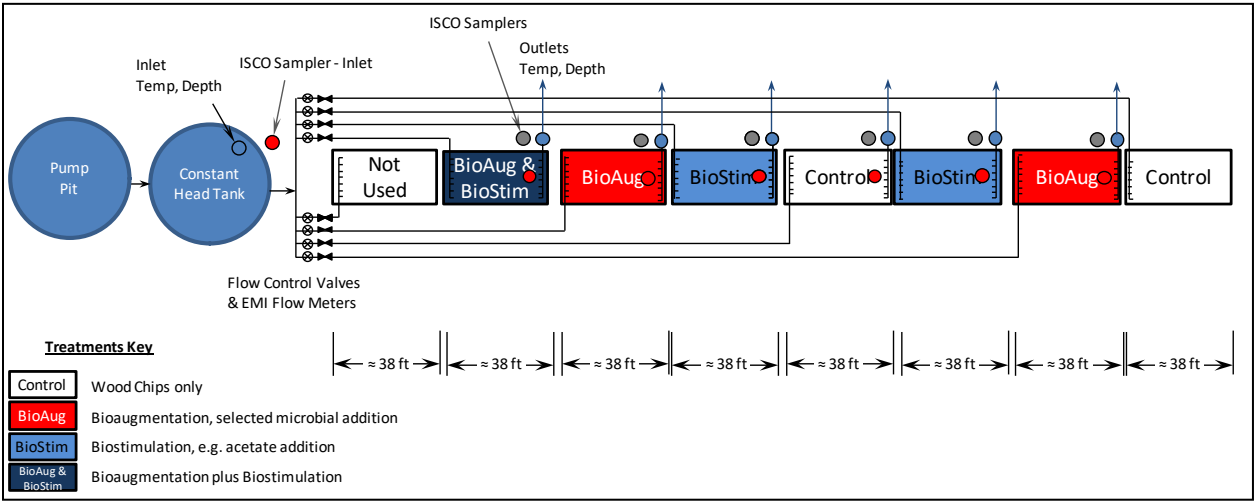 ISCO Samplers
Outlets
Temp, Depth
ISCO Sampler - Inlet
Inlet
Temp, Depth
Pump
Pit
Constant
Head Tank
Not
Used
BioAug &
BioStim
BioAug
BioStim
Control
BioStim
BioAug
Control
Flow Control Valves
& EMI Flow Meters
≈ 38 ft
≈ 38 ft
≈ 38 ft
≈ 38 ft
≈ 38 ft
≈ 38 ft
≈ 38 ft
≈ 38 ft
Treatments Key
Control
Wood Chips only
BioAug
Bioaugmentation, selected microbial addition
BioStim
Biostimulation, e.g. acetate addition
BioAug &
BioStim
Bioaugmentation plus Biostimulation